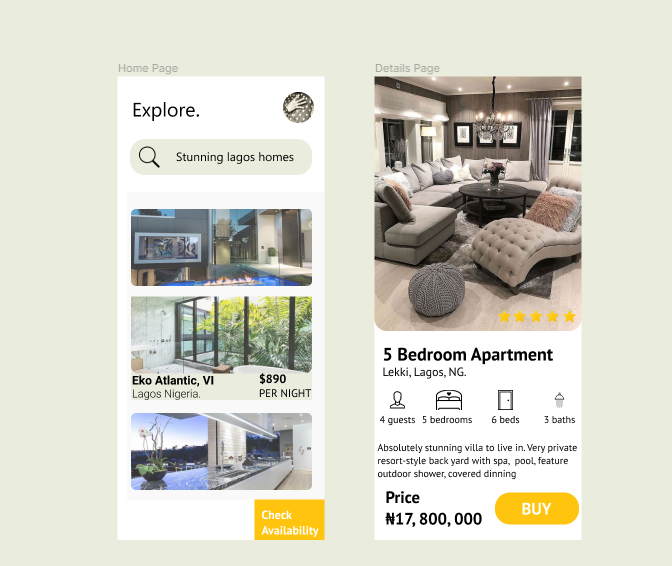 Home Page
Explore.
Stunning lagos homes
Eko Atlantic, VI
$890
Lagos Nigeria.
PER NIGHT
Check
Availability
Details Page
5 Bedroom Apartment
Lekki, Lagos, NG.
4 guests 5 bedrooms 6 beds 3 baths
Absolutely stunning villa to live in. Very private
resort-style back yard with spa, pool, feature
outdoor shower, covered dinning
Price
₦17, 800, 000
BUY